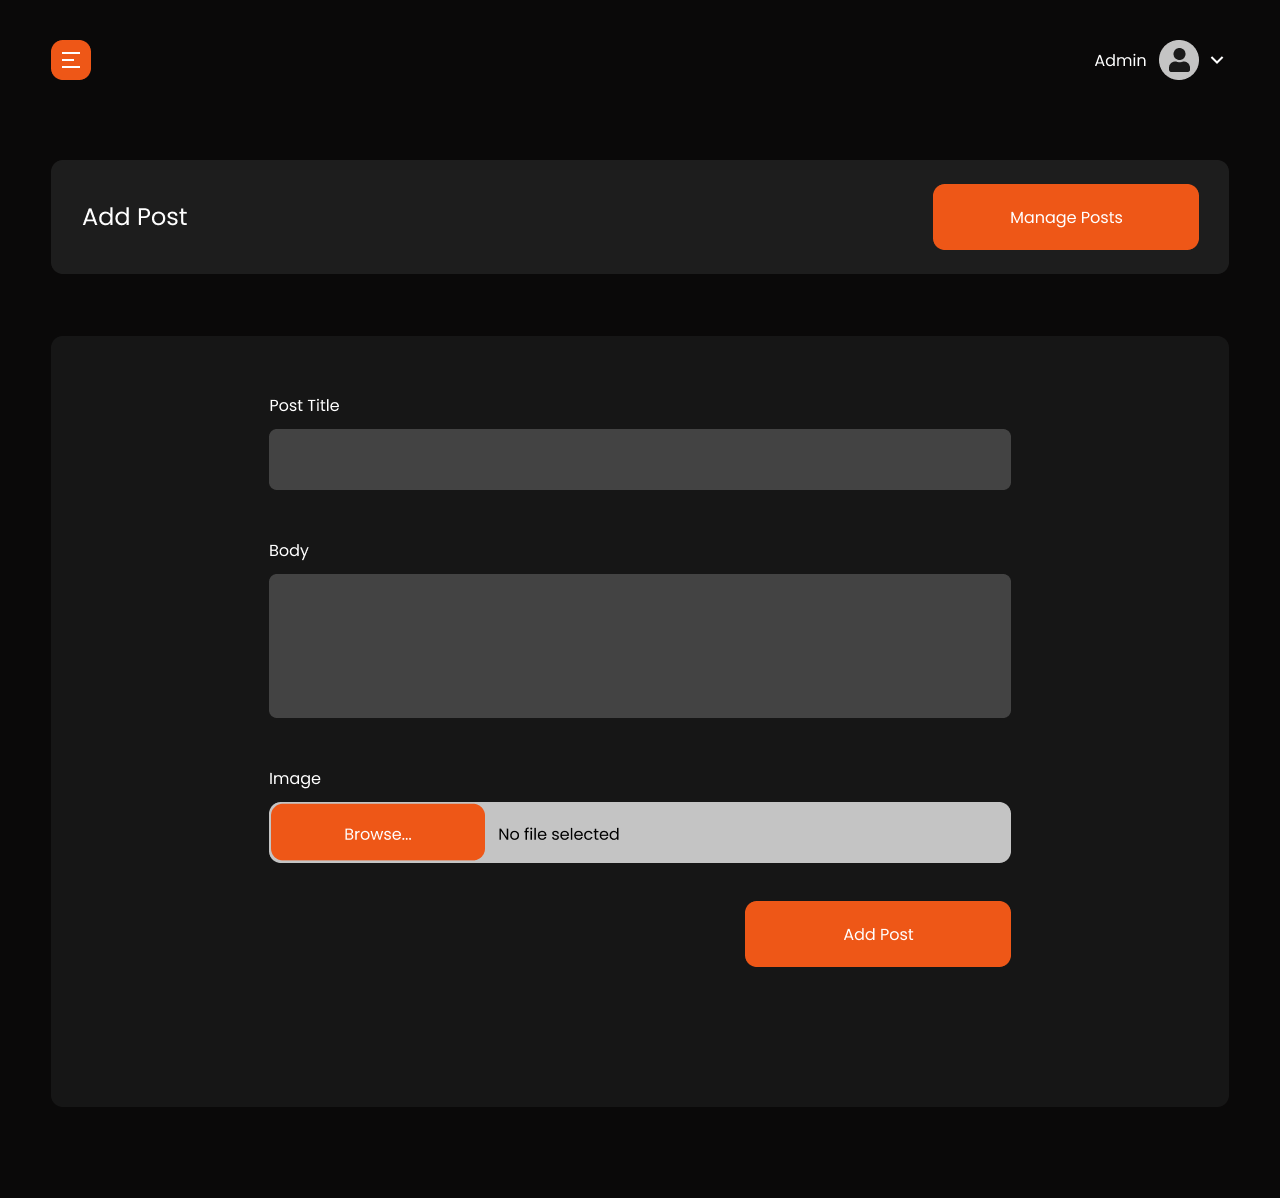 Admin
Add Post
Manage Posts
Post Title
Body
Image
Browse...
No file selected
Add Post